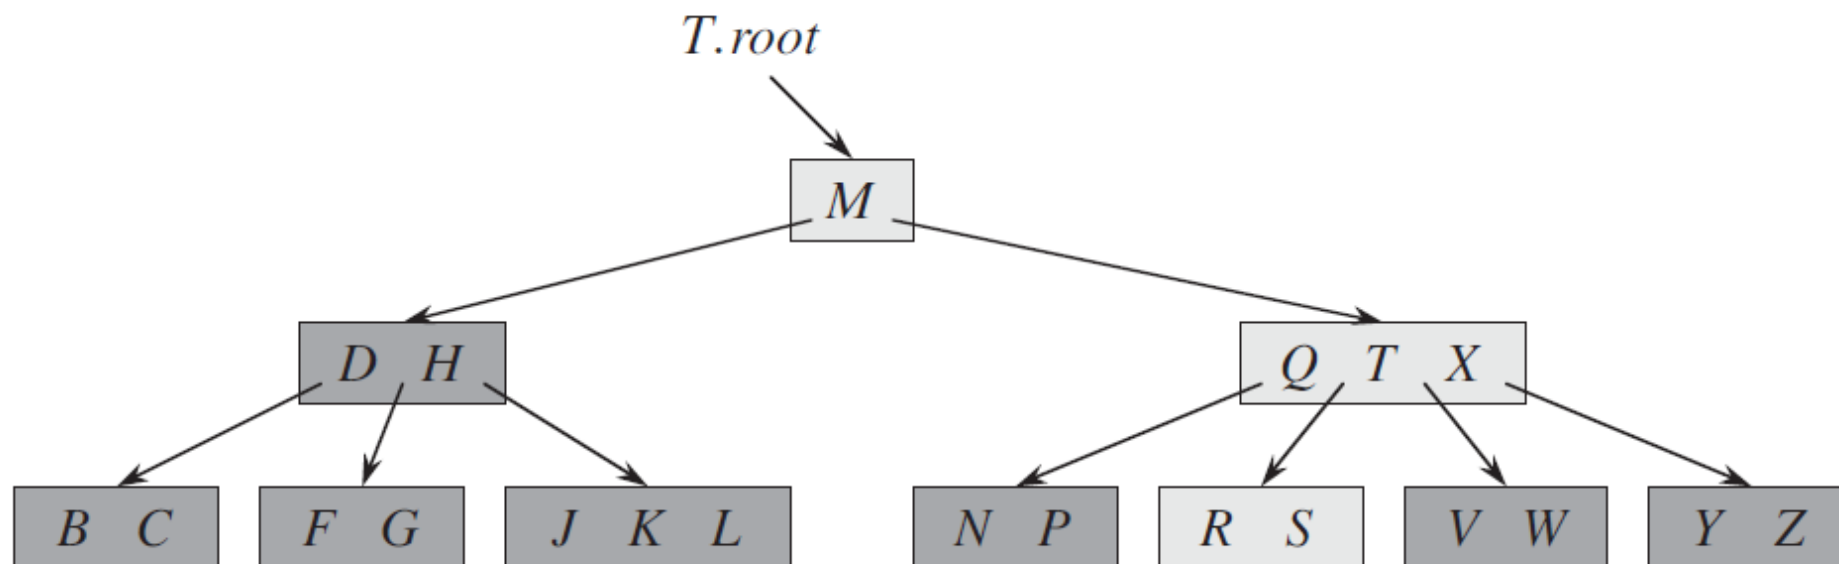 T.root
M
D H
Q T X
B C
F G
J K L
N P
R S
V W
Y Z